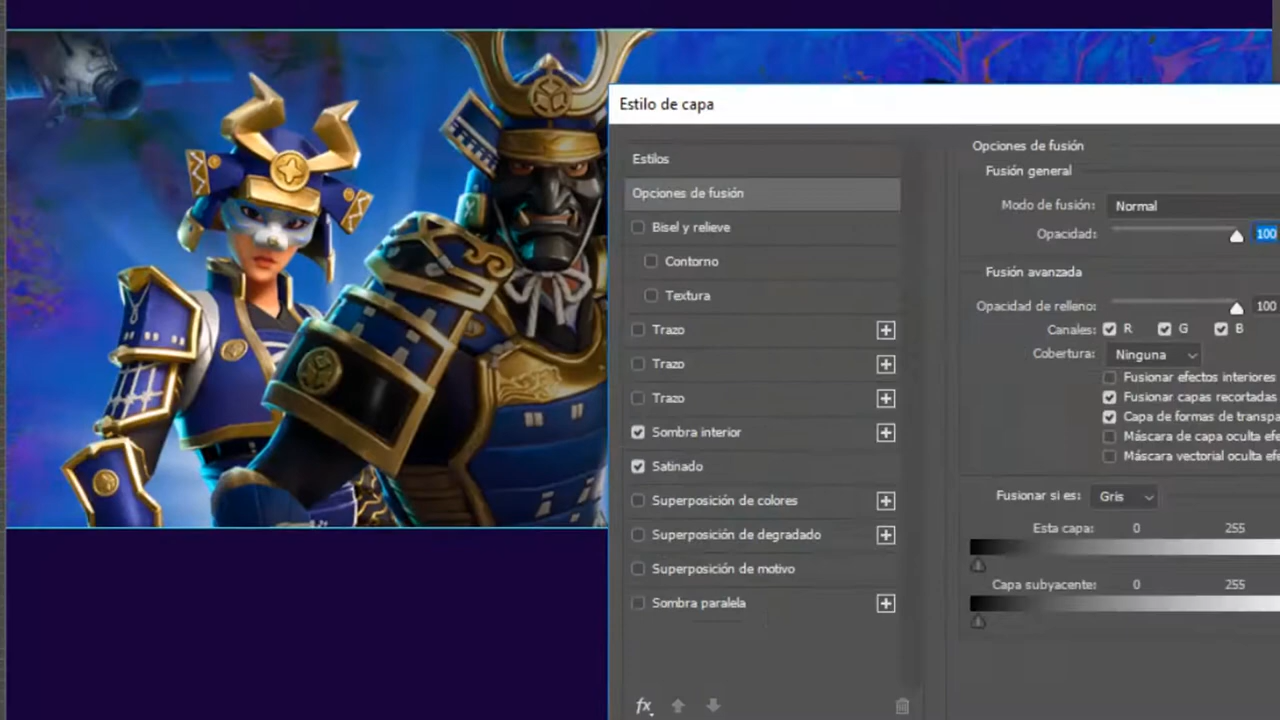 Estilo de capa
Estilos
Opciones de fusión
Bisel y relieve
Contorno
Textura
Trazo
Trazo
Trazo
Sombra interior
Satinado
Superposición de colores
Superposición de degradado
Superposición de motivo
Sombra paralela
fx
Opciones de fusión
Fusión general
Modo de fusión: Normal
Opacidad: 100
Fusión avanzada
Opacidad de relleno: 100
Canales: R G B
Cobertura: Ninguna
Fusionar efectos interiores
Fusionar capas recortadas
Capa de formas de transpa
Máscara de capa oculta efe
Máscara vectorial oculta efe
Fusionar si es: Gris
Esta capa: 0 255
Capa subyacente: 0 255